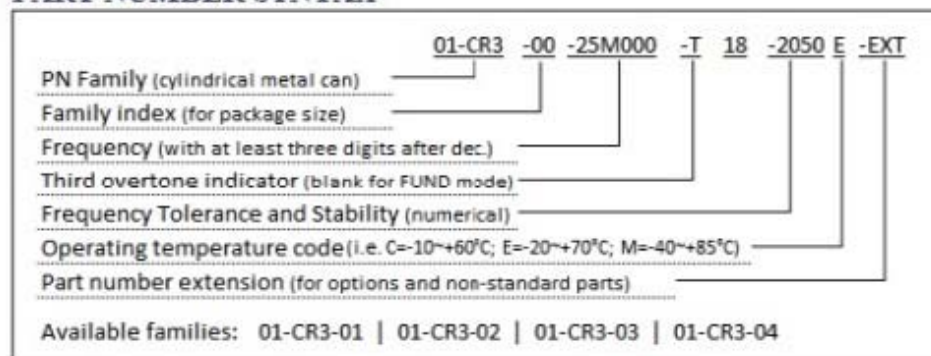 01-CR3 -00 -25M000 -T 18 -2050 E -EXT
PN Family (cylindrical metal can)
Family index (for package size)
Frequency (with at least three digits after dec.)
Third overtone indicator (blank for FUND mode)
Frequency Tolerance and Stability (numerical)
Operating temperature code(i.e. C=-10~+60°C; E=-20~+70°C; M=-40~+85°C)
Part number extension (for options and non-standard parts)
Available families: 01-CR3-01 | 01-CR3-02 | 01-CR3-03 | 01-CR3-04